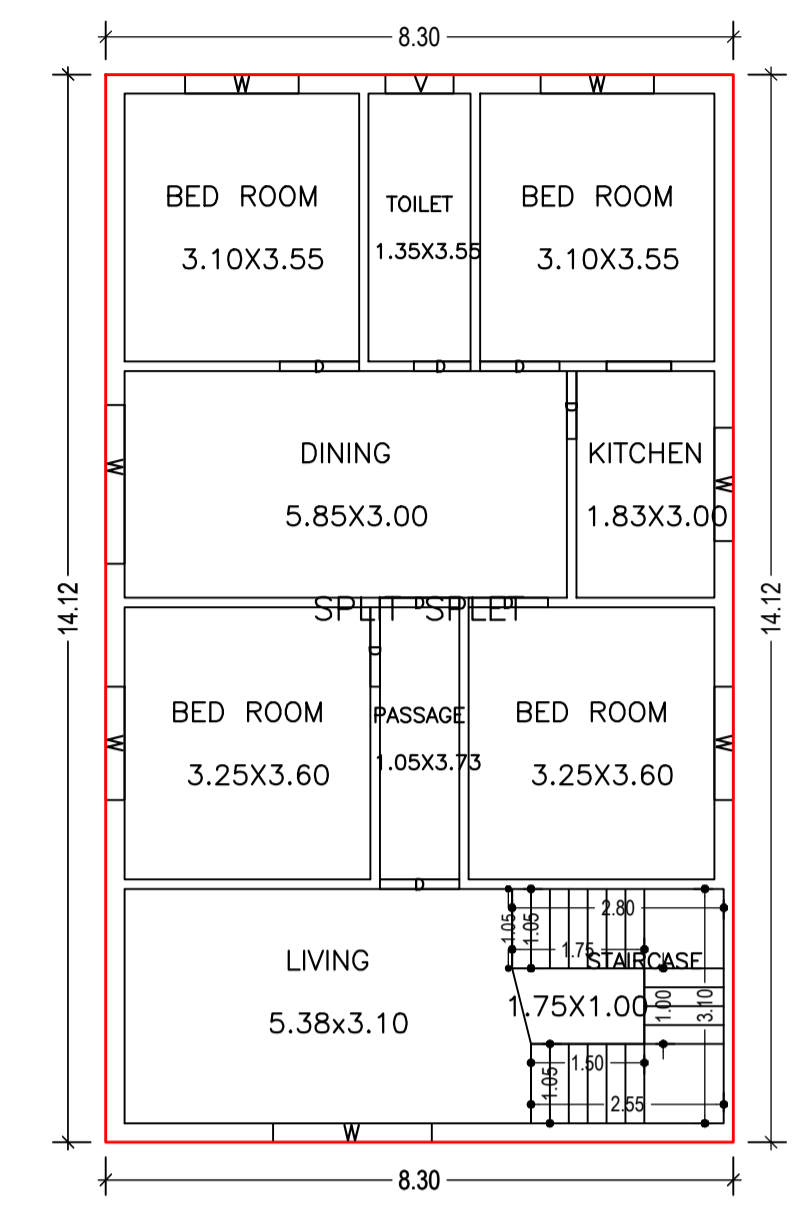 8.30
W V W
BED ROOM
3.10X3.55
TOILET
1.35X3.55
BED ROOM
3.10X3.55
D D D
14.12
W
DINING
5.85X3.00
D
KITCHEN
1.83X3.00
W
14.12
SPLIT SPLET
D D
D
W
BED ROOM
3.25X3.60
PASSAGE
1.05X3.73
BED ROOM
3.25X3.60
W
D
LIVING
5.38x3.10
2.80
1.05
1.05
1.75
STAIRCASE
1.75X1.00
1.00
3.10
1.50
1.05
2.55
W
8.30